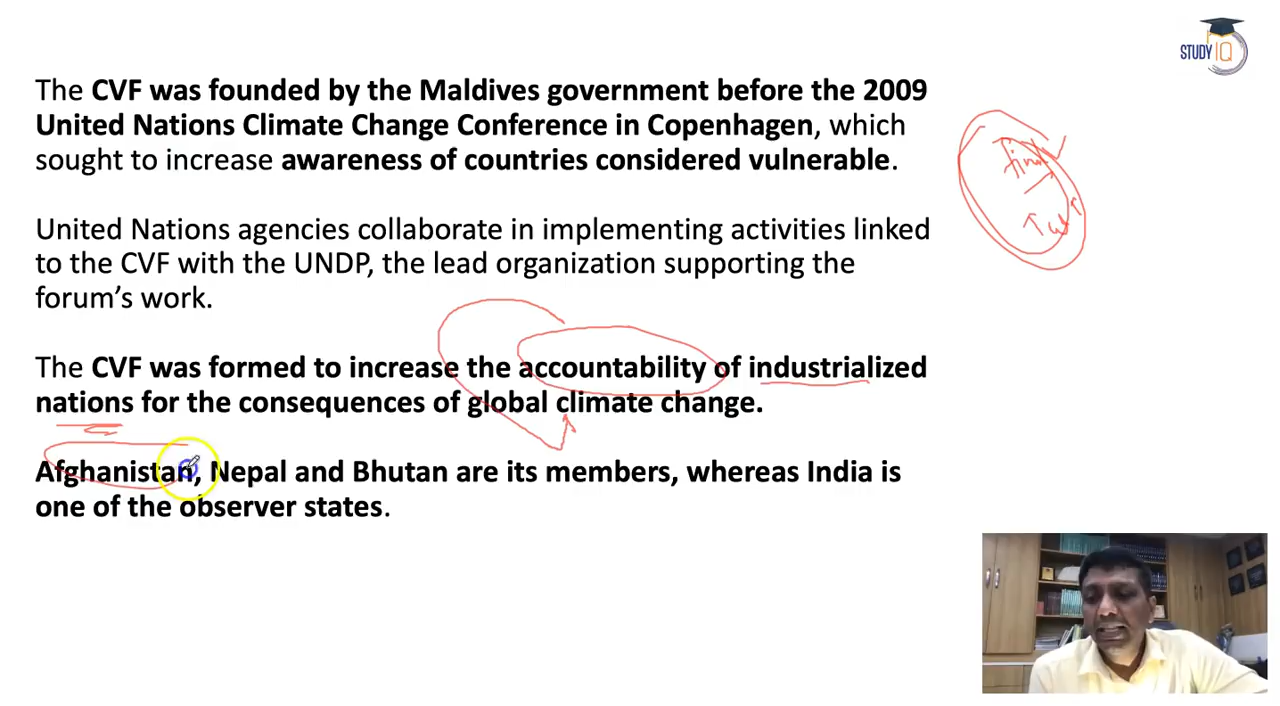 STUDY IQ
The CVF was founded by the Maldives government before the 2009
United Nations Climate Change Conference in Copenhagen, which
sought to increase awareness of countries considered vulnerable.
United Nations agencies collaborate in implementing activities linked
to the CVF with the UNDP, the lead organization supporting the
forum’s work.
The CVF was formed to increase the accountability of industrialized
nations for the consequences of global climate change.
Afghanistan, Nepal and Bhutan are its members, whereas India is
one of the observer states.